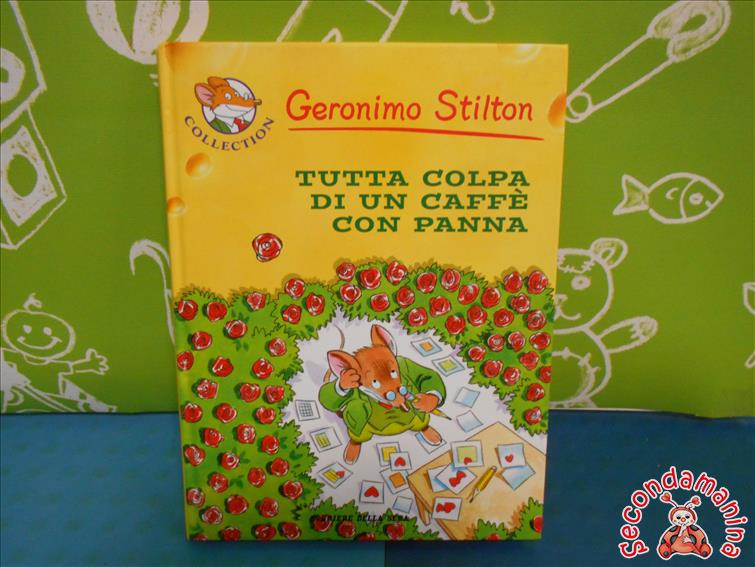 COLLECTION
Geronimo Stilton
TUTTA COLPA
DI UN CAFFÈ
CON PANNA
CORRIERE DELLA SERA
secondamanina